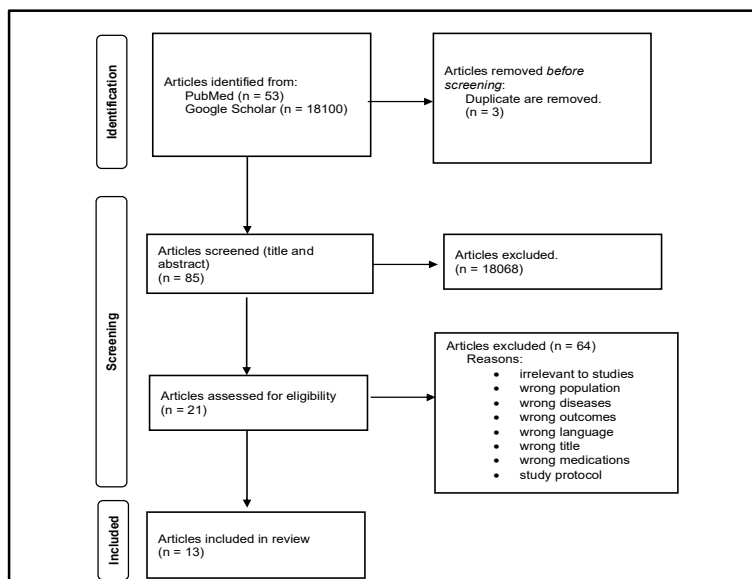 Identification
Articles identified from:
PubMed (n = 53)
Google Scholar (n = 18100)
Articles removed before
screening:
Duplicate are removed.
(n = 3)
Screening
Articles screened (title and
abstract)
(n = 85)
Articles excluded.
(n = 18068)
Articles assessed for eligibility
(n = 21)
Articles excluded (n = 64)
Reasons:
• irrelevant to studies
• wrong population
• wrong diseases
• wrong outcomes
• wrong language
• wrong title
• wrong medications
• study protocol
Included
Articles included in review
(n = 13)